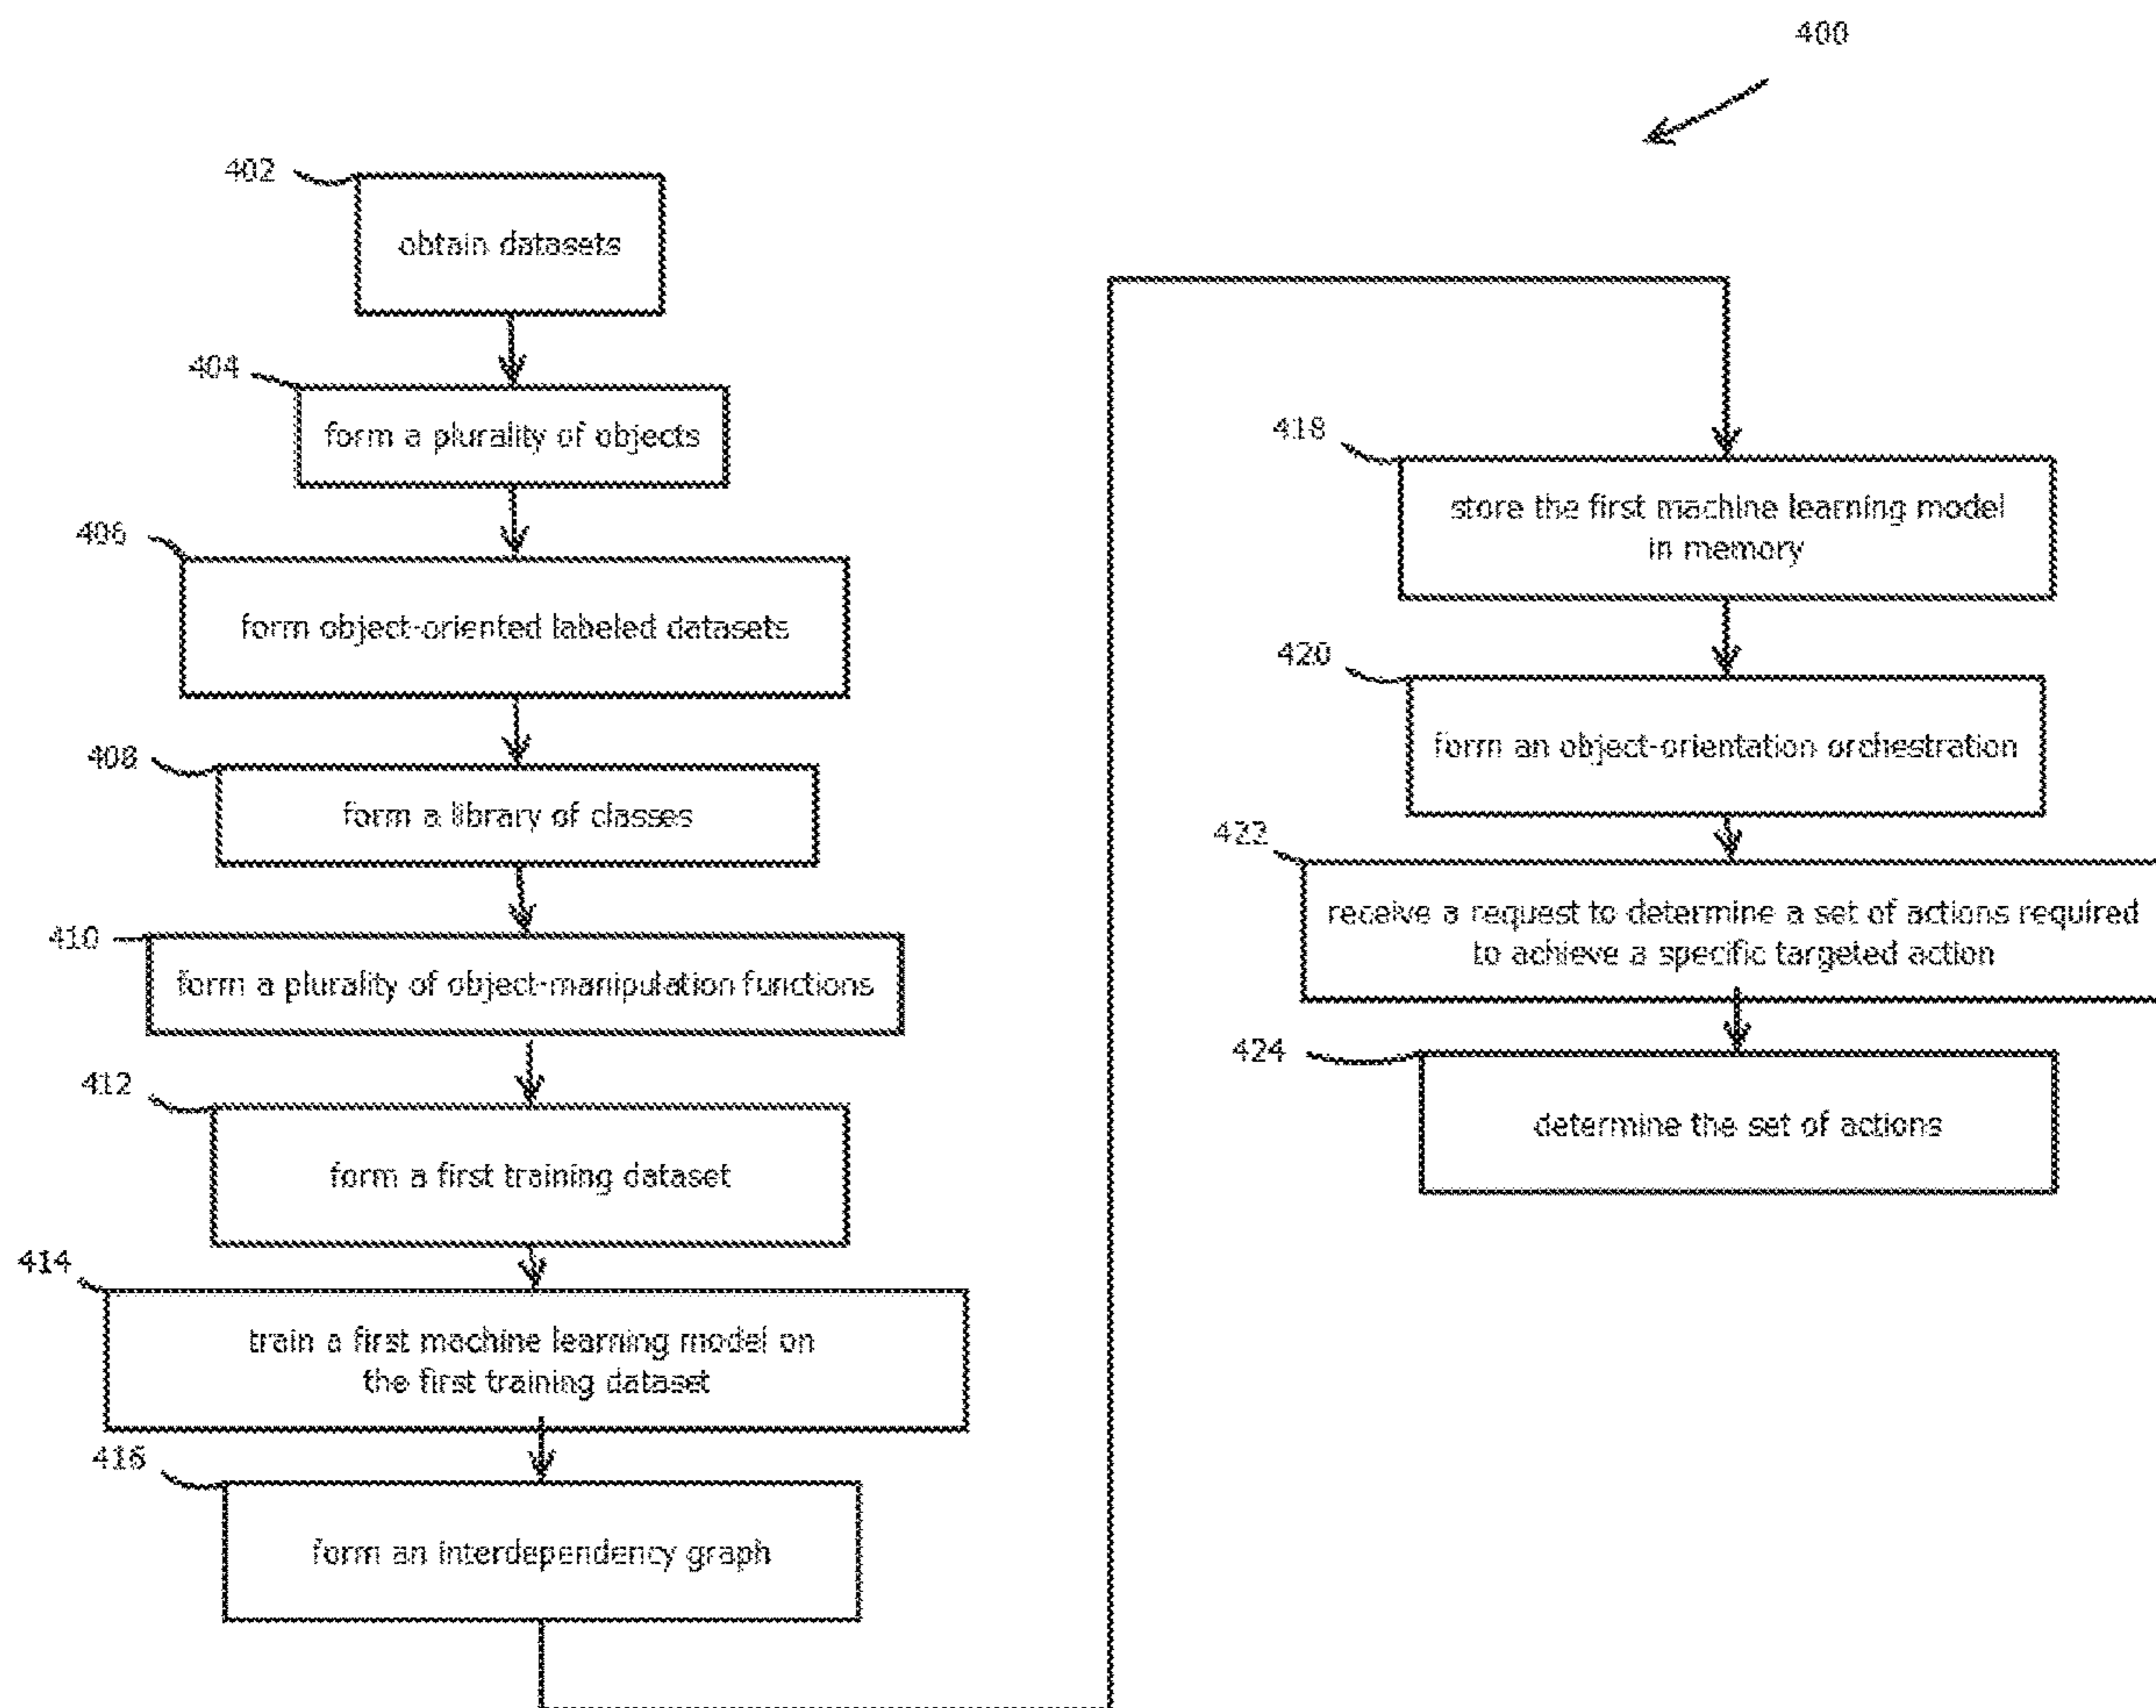 400
402
obtain datasets
404
form a plurality of objects
406
form object-oriented labeled datasets
408
form a library of classes
410
form a plurality of object-manipulation functions
412
form a first training dataset
414
train a first machine learning model on
the first training dataset
416
form an interdependency graph
418
store the first machine learning model
in memory
420
form an object-orientation orchestration
422
receive a request to determine a set of actions required
to achieve a specific targeted action
424
determine the set of actions